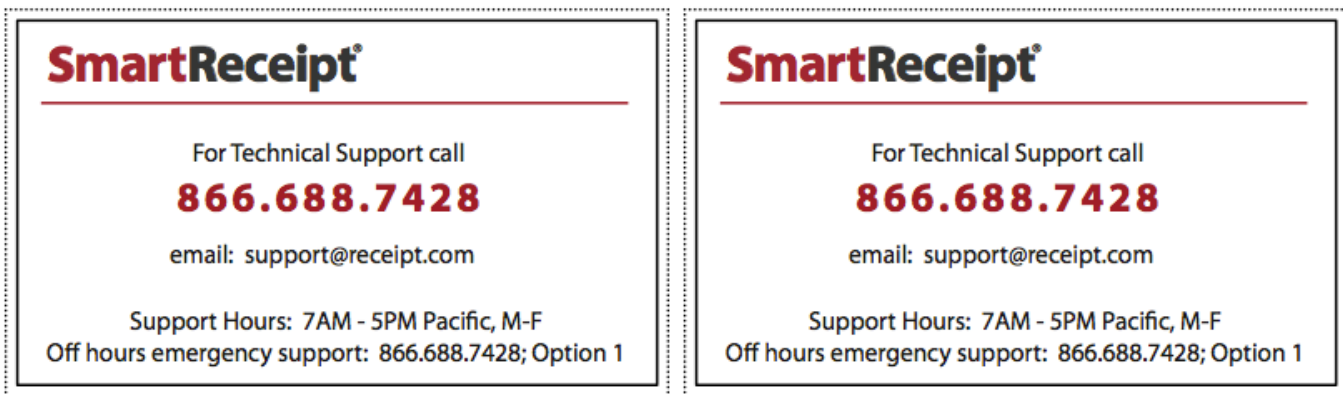 SmartReceipt®
For Technical Support call
866.688.7428
email: support@receipt.com
Support Hours: 7AM - 5PM Pacific, M-F
Off hours emergency support: 866.688.7428; Option 1
SmartReceipt®
For Technical Support call
866.688.7428
email: support@receipt.com
Support Hours: 7AM - 5PM Pacific, M-F
Off hours emergency support: 866.688.7428; Option 1